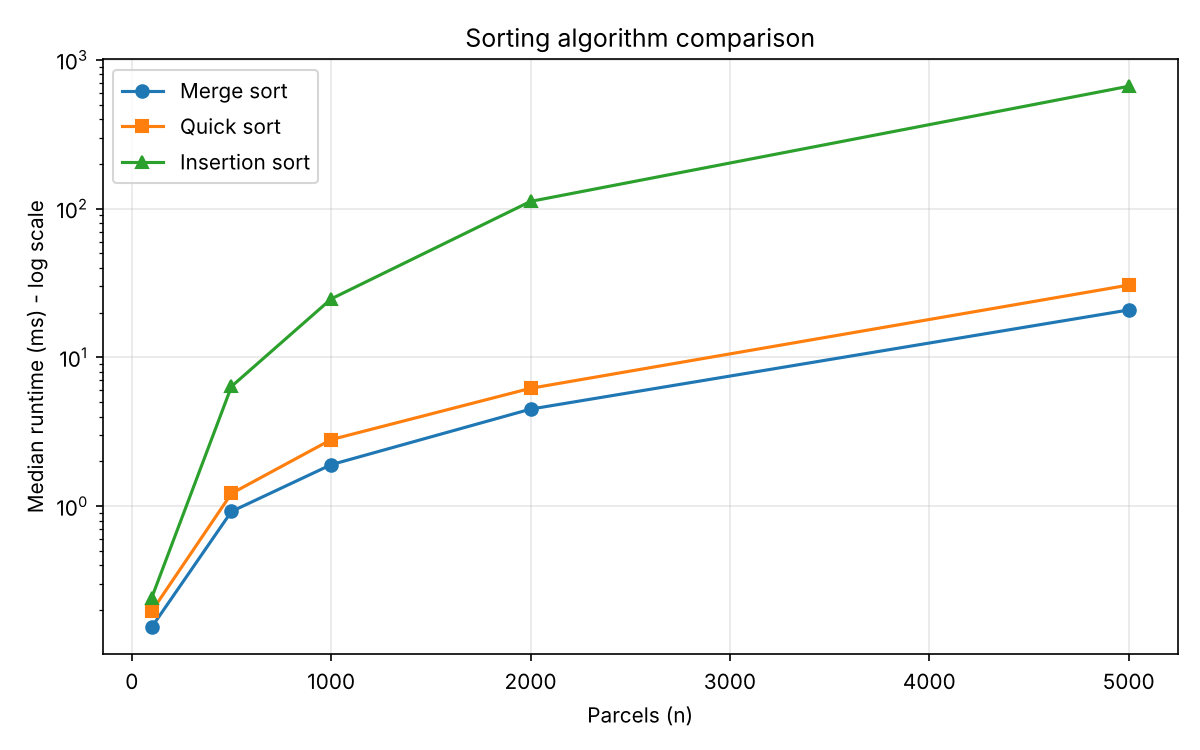 Sorting algorithm comparison
10³
10²
10¹
10⁰
Median runtime (ms) - log scale
Merge sort
Quick sort
Insertion sort
0 1000 2000 3000 4000 5000
Parcels (n)